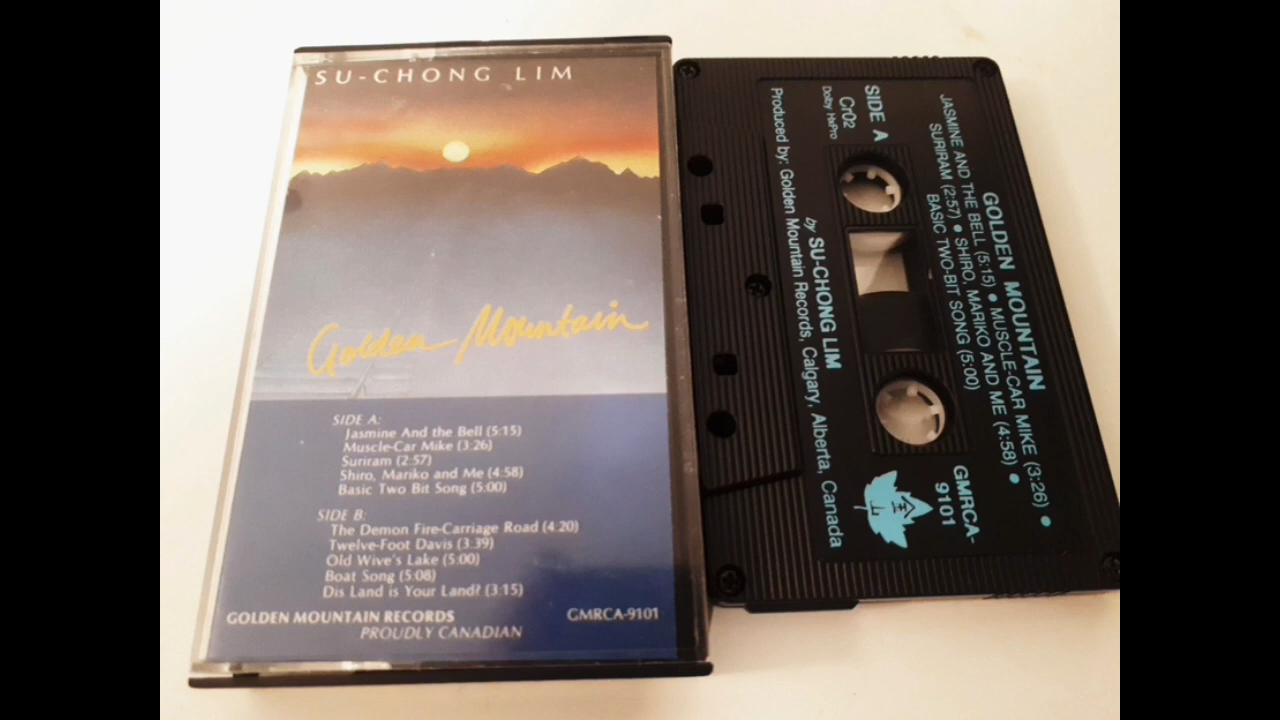 SU-CHONG LIM
Golden Mountain
SIDE A:
Jasmine And the Bell (5:15)
Muscle-Car Mike (3:26)
Suriram (2:57)
Shiro, Mariko and Me (4:58)
Basic Two Bit Song (5:00)
SIDE B:
The Demon Fire-Carriage Road (4:20)
Twelve-Foot Davis (3:39)
Old Wive's Lake (5:00)
Boat Song (5:08)
Dis Land is Your Land? (3:15)
GOLDEN MOUNTAIN RECORDS GMRCA-9101
PROUDLY CANADIAN
GOLDEN MOUNTAIN
JASMINE AND THE BELL (5:15) • MUSCLE-CAR MIKE (3:26) •
SURIRAM (2:57) • SHIRO, MARIKO AND ME (4:58) •
BASIC TWO-BIT SONG (5:00)
SIDE A
CrO2
Dolby HxPro
GMRCA-
9101
金山
by SU-CHONG LIM
Produced by: Golden Mountain Records, Calgary, Alberta, Canada